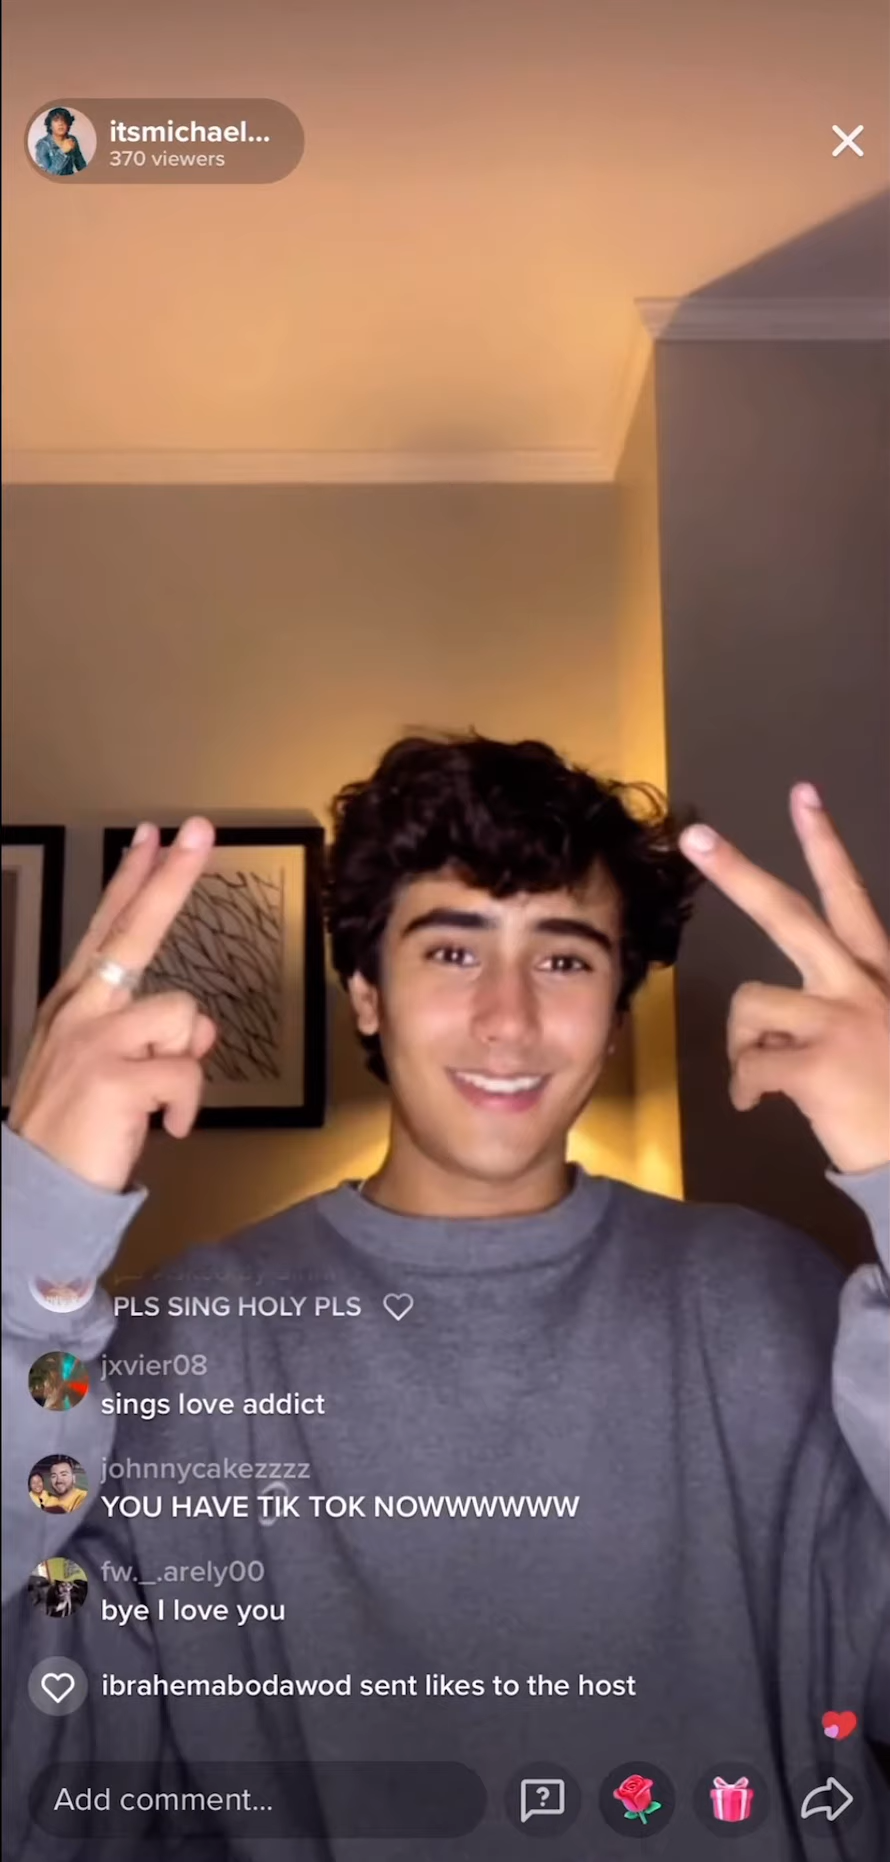 itsmichael...
370 viewers
PLS SING HOLY PLS
jxvier08
sings love addict
johnnycakezzzz
YOU HAVE TIK TOK NOWWWWWW
fw._.arely00
bye I love you
ibrahemabodawod sent likes to the host
Add comment...